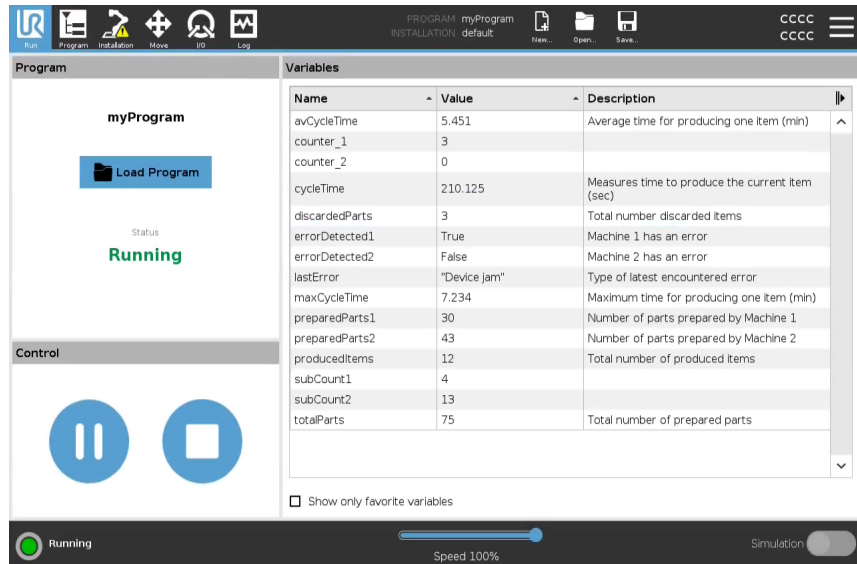 UR
Run
Program
Installation
Move
I/O
Log
PROGRAM myProgram
INSTALLATION default
New...
Open...
Save...
CCCC
CCCC
Program
myProgram
Load Program
Status
Running
Control
Variables
Name Value Description
avCycleTime 5.451 Average time for producing one item (min)
counter_1 3
counter_2 0
cycleTime 210.125 Measures time to produce the current item
(sec)
discardedParts 3 Total number discarded items
errorDetected1 True Machine 1 has an error
errorDetected2 False Machine 2 has an error
lastError "Device jam" Type of latest encountered error
maxCycleTime 7.234 Maximum time for producing one item (min)
preparedParts1 30 Number of parts prepared by Machine 1
preparedParts2 43 Number of parts prepared by Machine 2
producedItems 12 Total number of produced items
subCount1 4
subCount2 13
totalParts 75 Total number of prepared parts
Show only favorite variables
Running
Speed 100%
Simulation